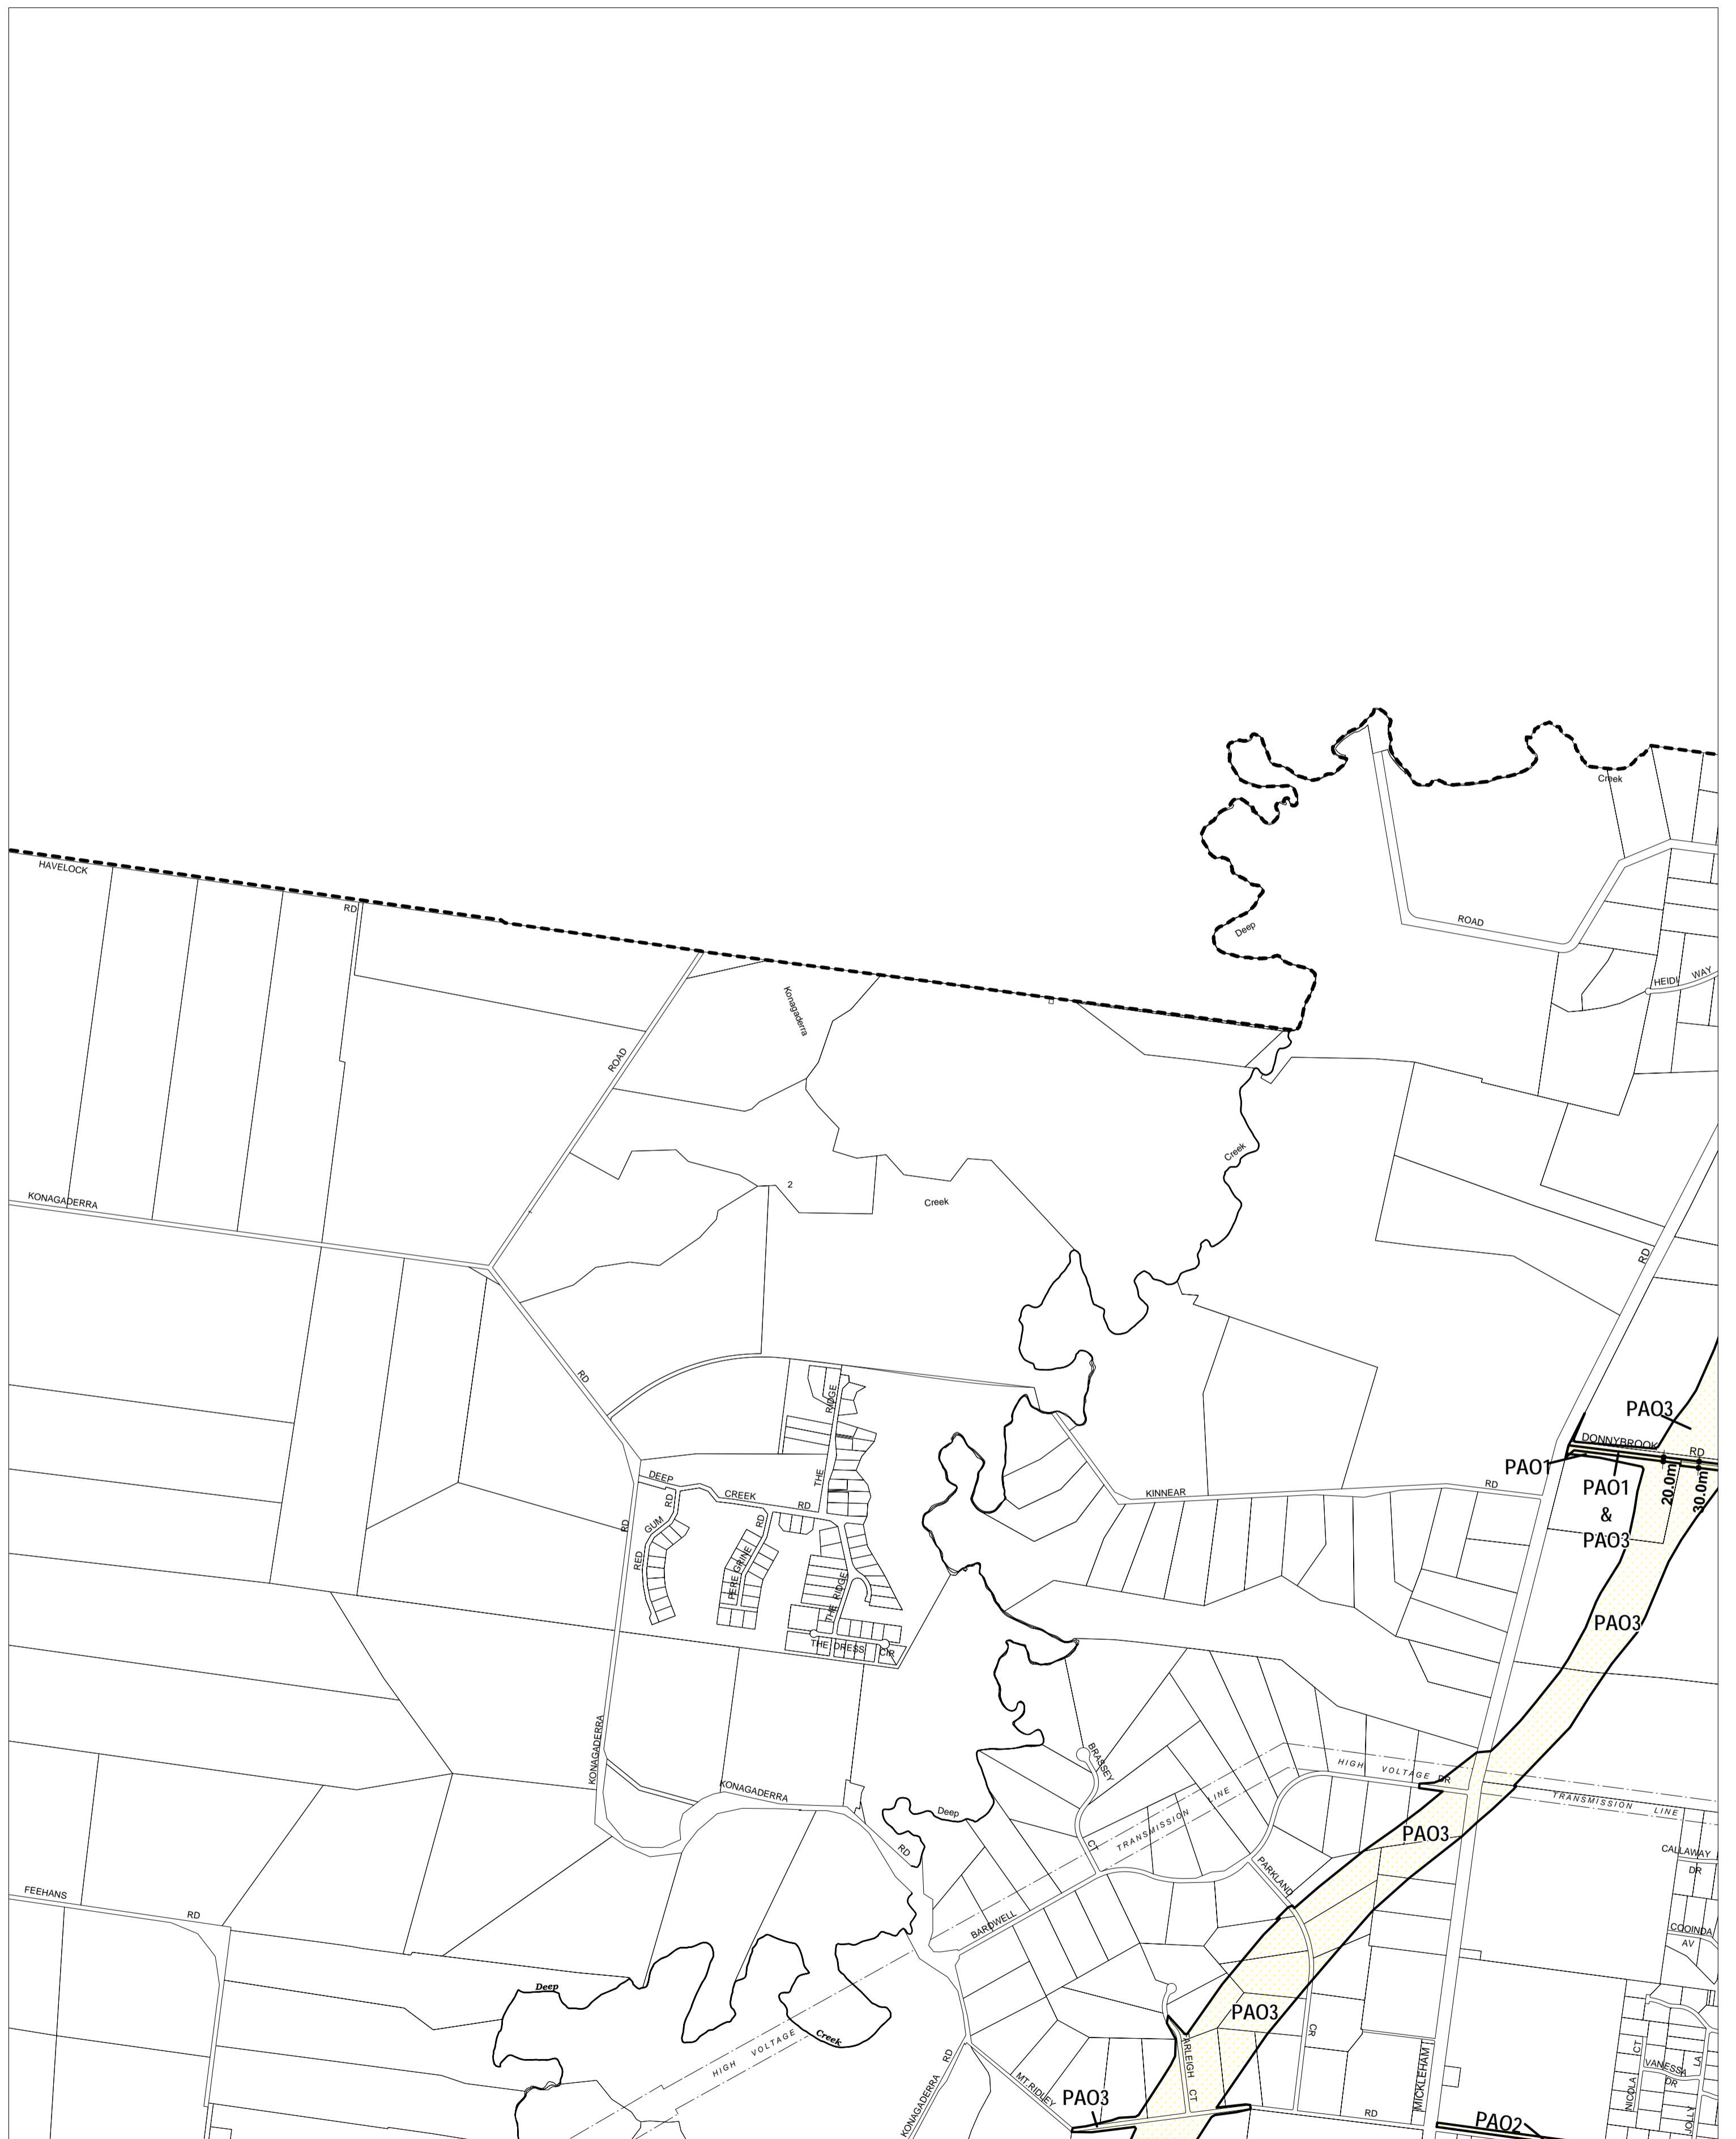 Creek
HAVELOCK
RD
ROAD
Deep
HEIDI WAY
Konagaderra
ROAD
Creek
2
KONAGADERRA
Creek
RD
RD
RIDGE
PAO3
DONNYBROOK RD
PAO1
PAO1
&
PAO3
20.0m
30.0m
THE
DEEP
CREEK
RD
KINNEAR
RD
RD
GUM
RD
RD
RED
PEREGRINE
THE RIDGE
THE DRESS CIR
PAO3
KONAGADERRA
BRASSEY
HIGH VOLTAGE
DR
KONAGADERRA
Deep
TRANSMISSION LINE
TRANSMISSION LINE
PAO3
CT
RD
CALLAWAY
DR
PARKLAND
FEEHANS
RD
BARDWELL
COOINDA
AV
Deep
PAO3
Creek
HIGH VOLTAGE
CR
TARLEIGH CT
RD
MT RIDLEY
KONAGADERRA
PAO3
MICKLEHAM
CT
LA
VANESSA
DR
NICOLA
JOLLY
RD
PAO2